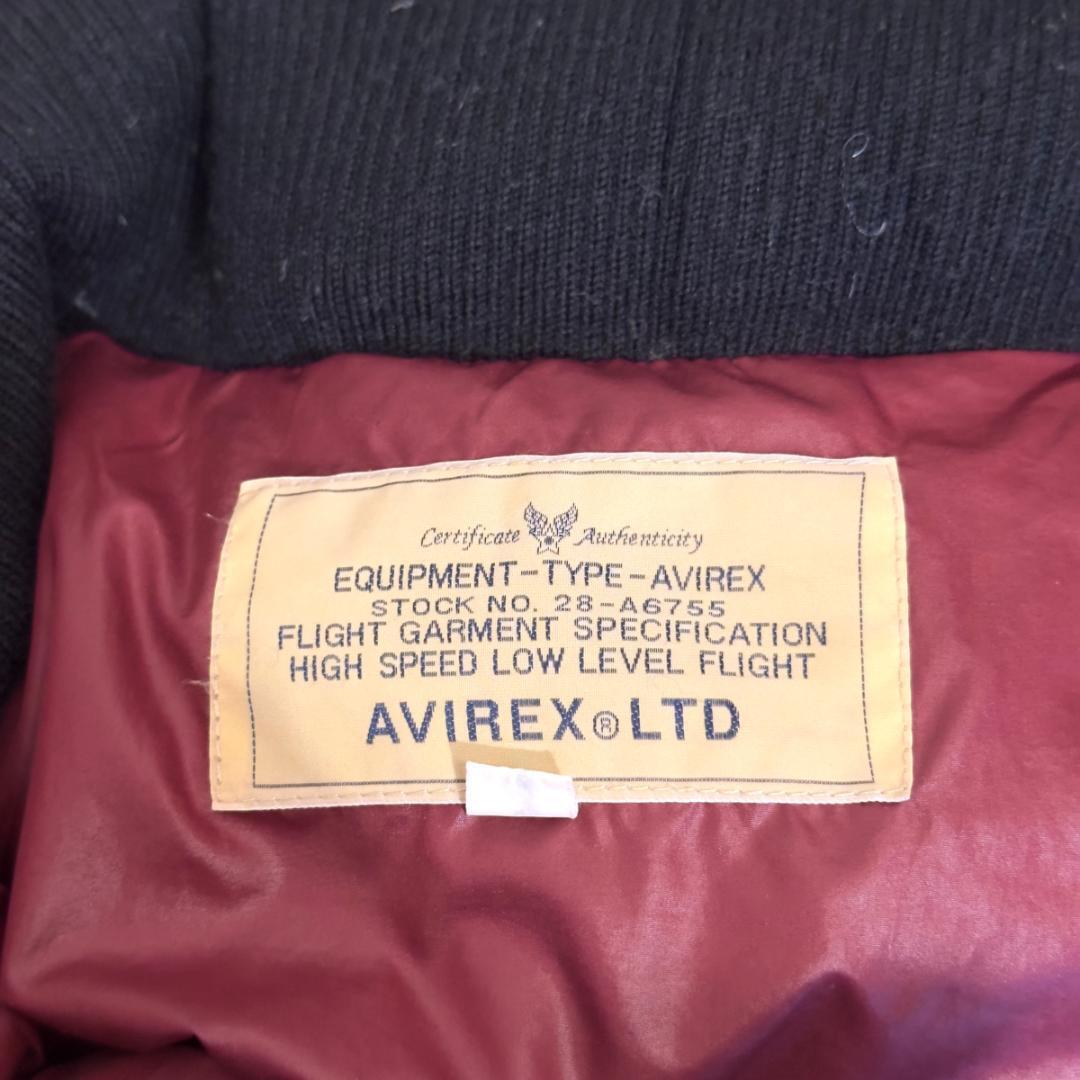 Certificate Authenticity
EQUIPMENT-TYPE-AVIREX
STOCK NO. 28-A6755
FLIGHT GARMENT SPECIFICATION
HIGH SPEED LOW LEVEL FLIGHT
AVIREX®LTD